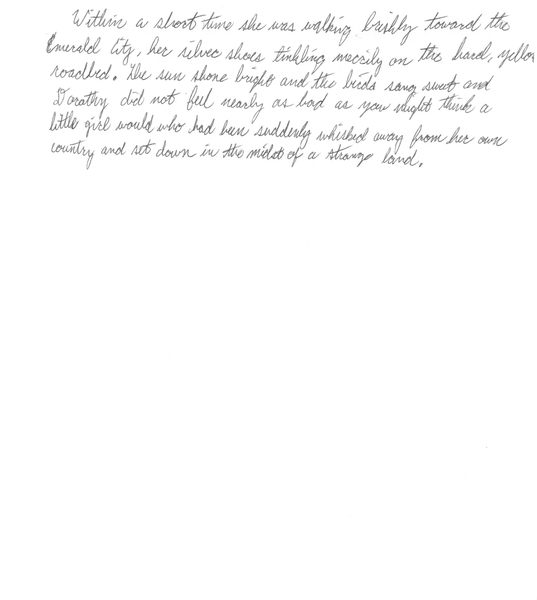 Within a short time she was walking briskly toward the
Emerald City, her silver shoes tinkling merrily on the hard, yellow
roadbed. The sun shone bright and the birds sang sweet and
Dorothy did not feel nearly as bad as you might think a
little girl would who had been suddenly whisked away from her own
country and set down in the midst of a strange land.